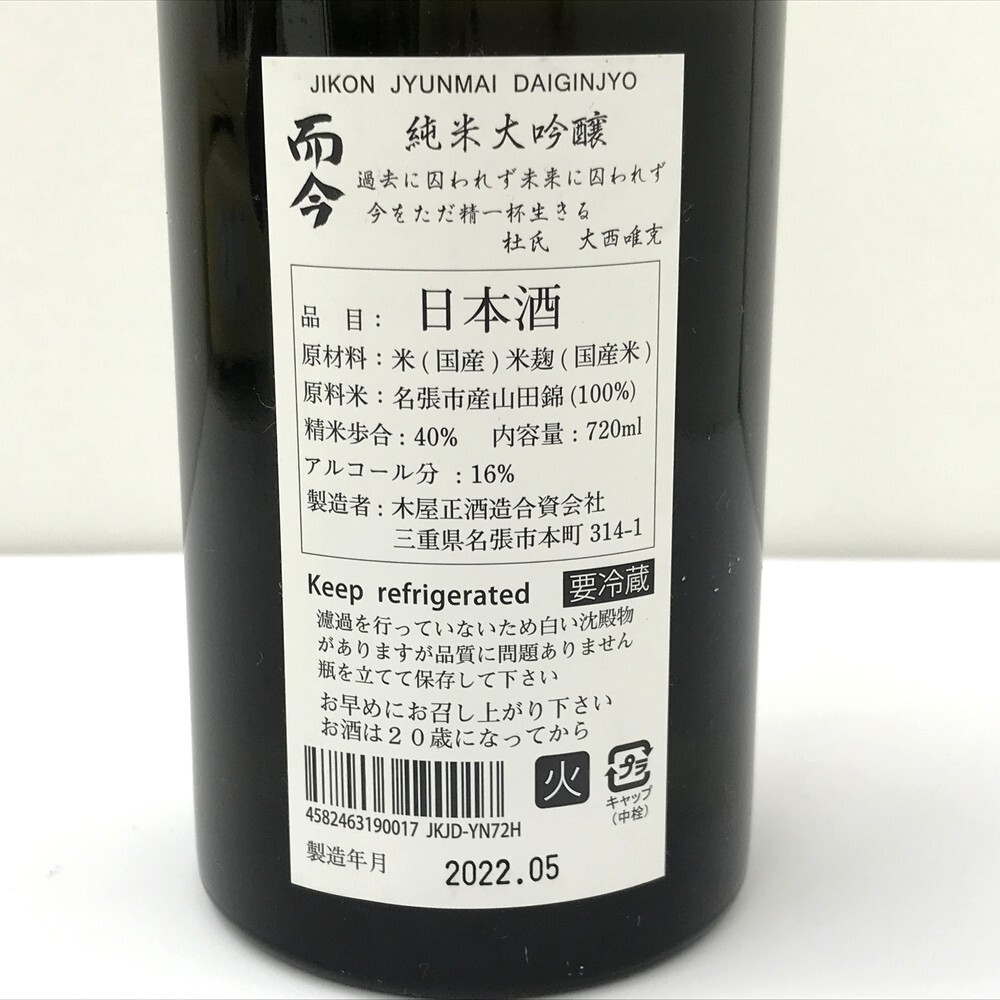 JIKON JYUNMAI DAIGINJYO
而今
純米大吟醸
過去に囚われず未来に囚われず
今をただ精一杯生きる
杜氏 大西唯克
品 目: 日本酒
原材料:米(国産)米麹(国産米)
原料米:名張市産山田錦(100%)
精米歩合:40% 内容量:720ml
アルコール分 :16%
製造者:木屋正酒造合資会社
三重県名張市本町 314-1
Keep refrigerated 要冷蔵
濾過を行っていないため白い沈殿物
がありますが品質に問題ありません
瓶を立てて保存して下さい
お早めにお召し上がり下さい
お酒は20歳になってから
火
プラ
キャップ
(中栓)
4582463190017 JKJD-YN72H
製造年月 2022.05